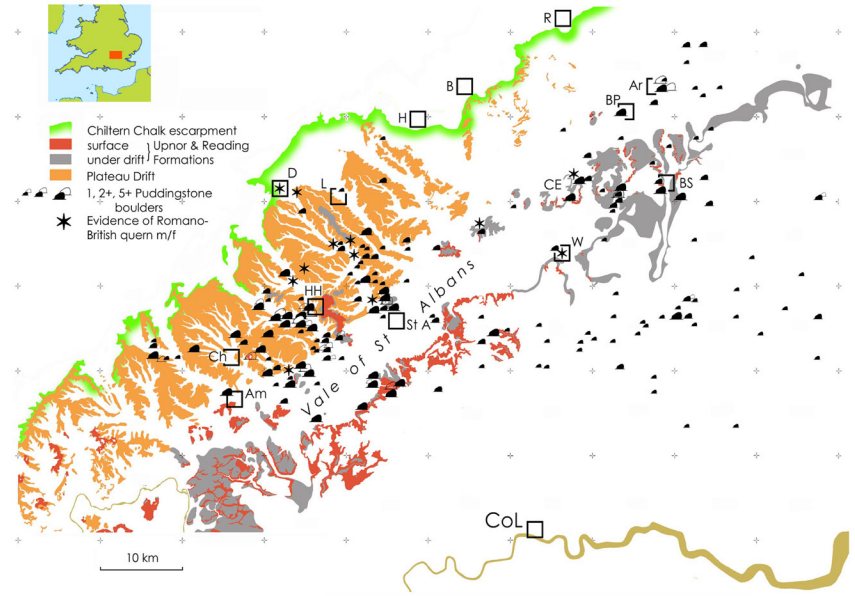 R
B
Ar
BP
H
Chiltern Chalk escarpment
surface
under drift
Upnor & Reading
Formations
Plateau Drift
1, 2+, 5+ Puddingstone
boulders
Evidence of Romano-
British quern m/f
D
L
CE
BS
W
HH
St A
Vale of St Albans
Ch
Am
CoL
10 km